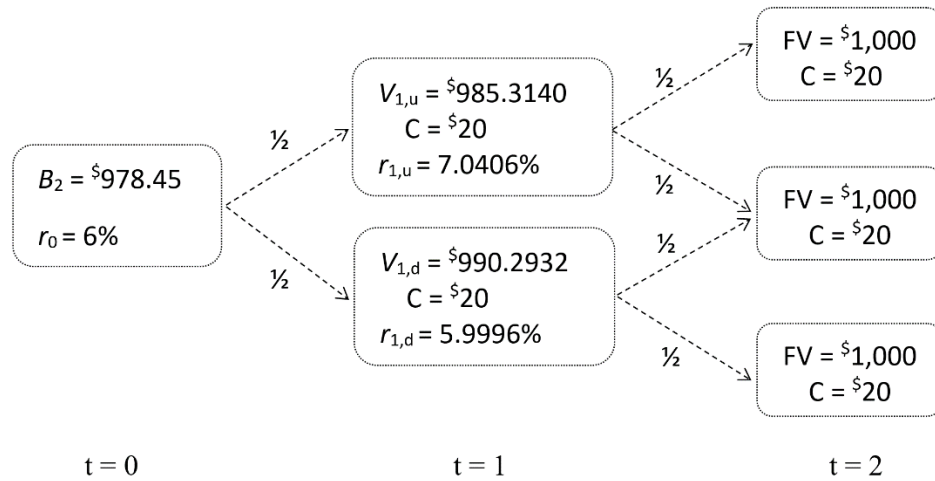 FV = $1,000
C = $20
½
V1,u = $985.3140
C = $20
r1,u = 7.0406%
½
½
B2 = $978.45
r0 = 6%
FV = $1,000
C = $20
½
V1,d = $990.2932
C = $20
r1,d = 5.9996%
½
½
FV = $1,000
C = $20
t = 0
t = 1
t = 2